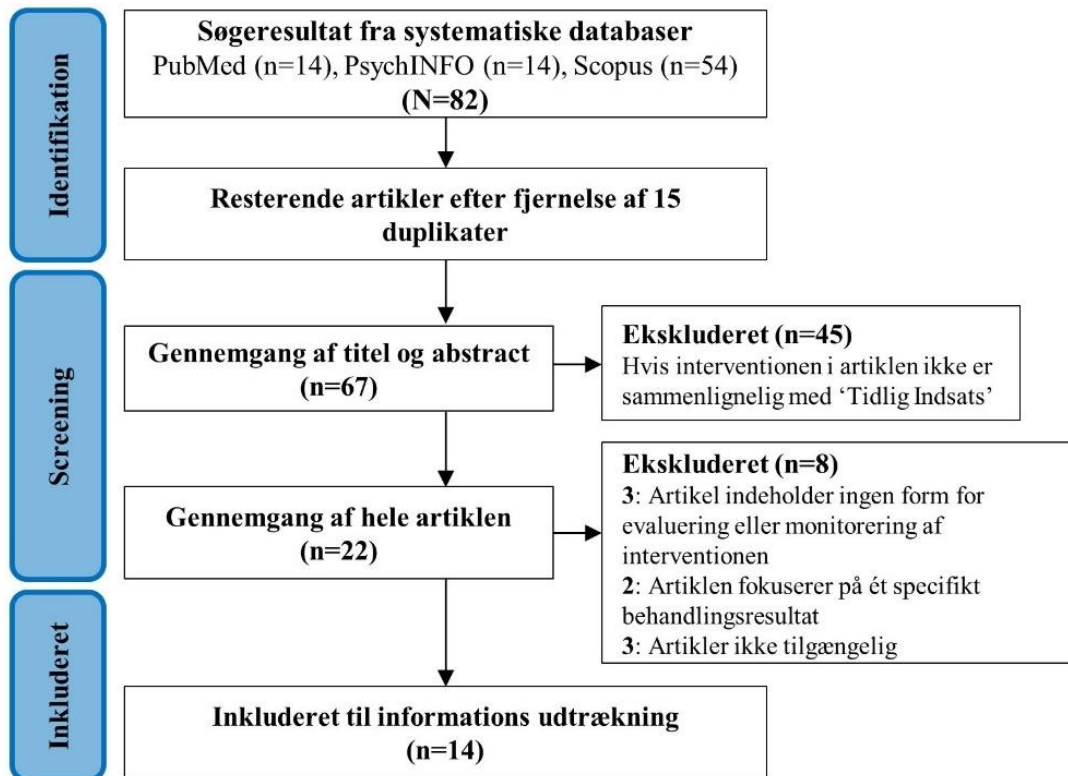 Identifikation
Søgeresultat fra systematiske databaser
PubMed (n=14), PsychINFO (n=14), Scopus (n=54)
(N=82)
Resterende artikler efter fjernelse af 15
duplikater
Screening
Gennemgang af titel og abstract
(n=67)
Ekskluderet (n=45)
Hvis interventionen i artiklen ikke er
sammenlignelig med ‘Tidlig Indsats’
Gennemgang af hele artiklen
(n=22)
Ekskluderet (n=8)
3: Artikel indeholder ingen form for
evaluering eller monitorering af
interventionen
2: Artiklen fokuserer på ét specifikt
behandlingsresultat
3: Artikler ikke tilgængelig
Inkluderet
Inkluderet til informations udtrækning
(n=14)